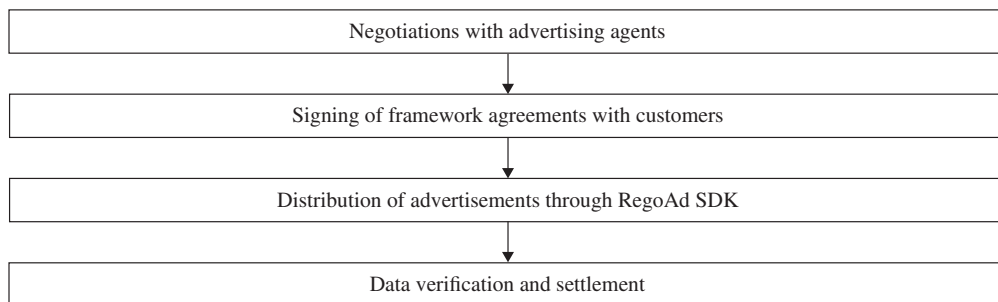 Negotiations with advertising agents
Signing of framework agreements with customers
Distribution of advertisements through RegoAd SDK
Data verification and settlement